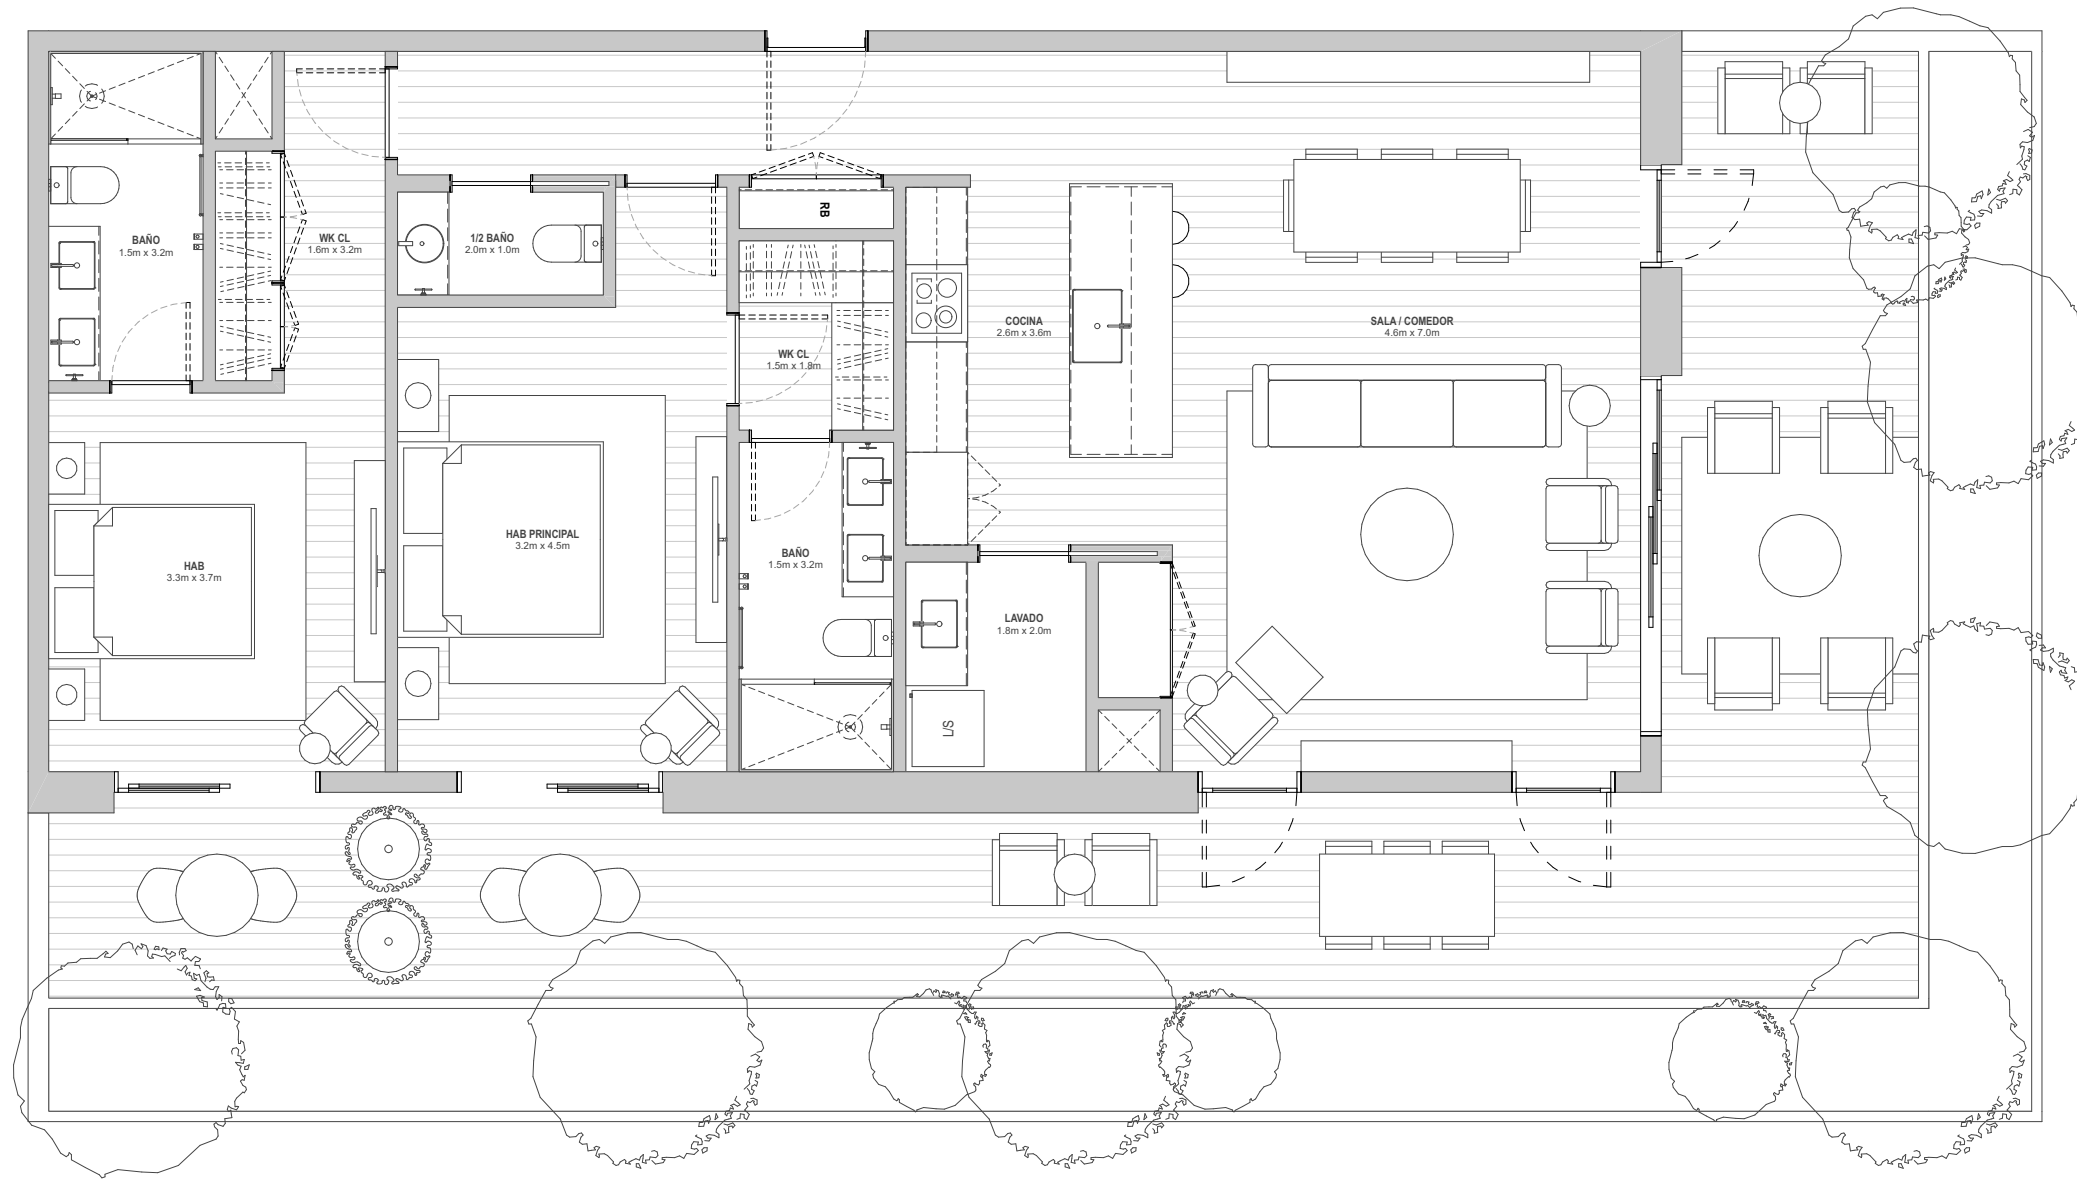 RB
BAÑO
1.5m x 3.2m
WK CL
1.6m x 3.2m
1/2 BAÑO
2.0m x 1.0m
COCINA
2.6m x 3.6m
SALA / COMEDOR
4.6m x 7.0m
WK CL
1.5m x 1.8m
HAB PRINCIPAL
3.2m x 4.5m
HAB
3.3m x 3.7m
BAÑO
1.5m x 3.2m
LAVADO
1.8m x 2.0m
L/S